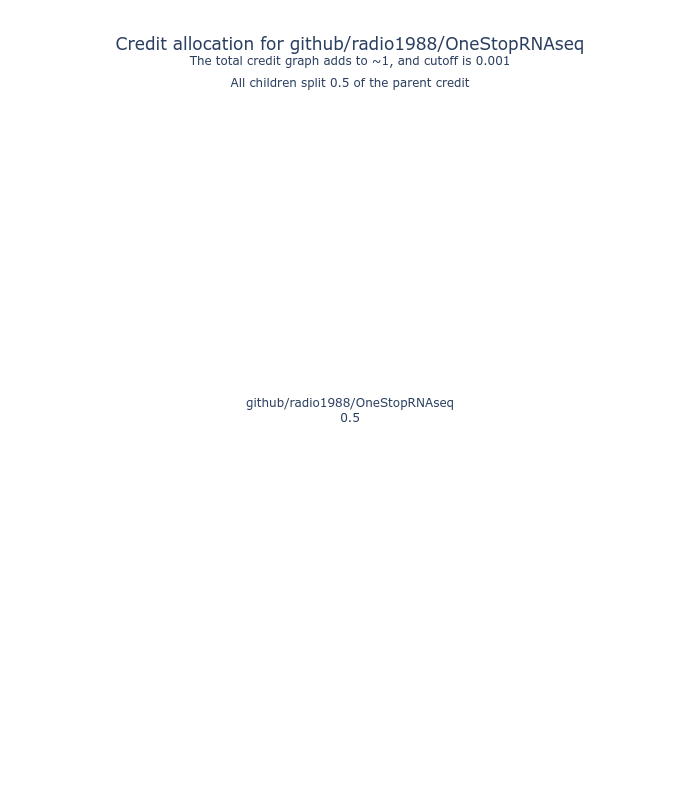 Credit allocation for github/radio1988/OneStopRNAseq
The total credit graph adds to ~1, and cutoff is 0.001
All children split 0.5 of the parent credit
github/radio1988/OneStopRNAseq
0.5